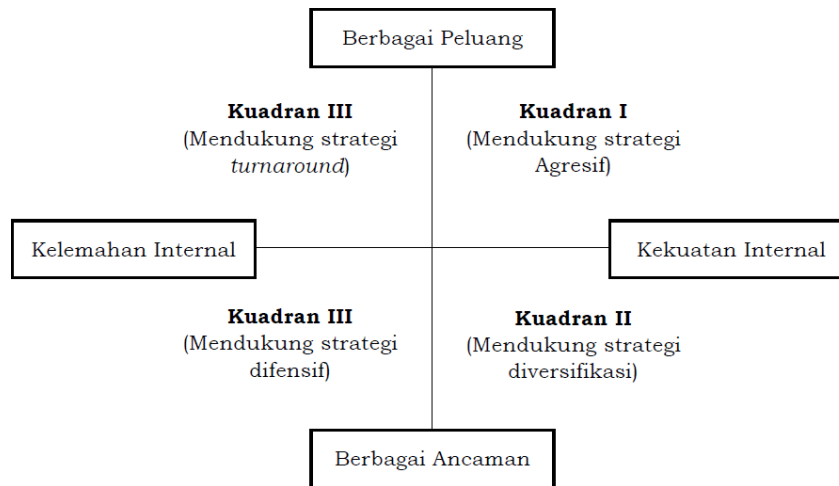 Berbagai Peluang
Kuadran III
(Mendukung strategi
turnaround)
Kuadran I
(Mendukung strategi
Agresif)
Kelemahan Internal
Kekuatan Internal
Kuadran III
(Mendukung strategi
difensif)
Kuadran II
(Mendukung strategi
diversifikasi)
Berbagai Ancaman